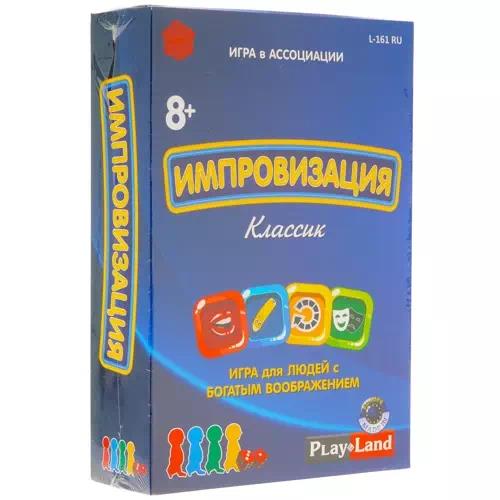 ИГРА в АССОЦИАЦИИ
L-161 RU
8+
ИМПРОВИЗАЦИЯ
Классик
ИГРА для ЛЮДЕЙ с
БОГАТЫМ ВООБРАЖЕНИЕМ
Play Land
ИМПРОВИЗАЦИЯ